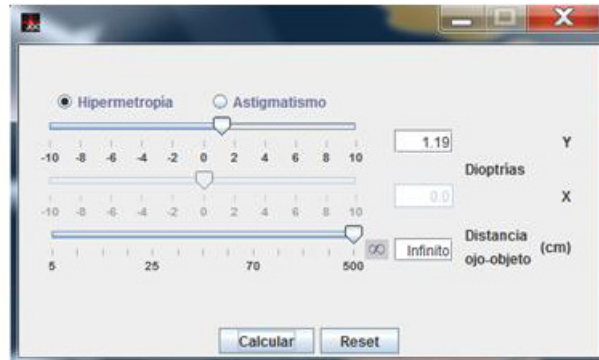 Hipermetropía Astigmatismo
-10 -8 -6 -4 -2 0 2 4 6 8 10
1.19 Y
Dioptrías
-10 -8 -6 -4 -2 0 2 4 6 8 10
0.0 X
5 25 70 500
∞ Infinito
Distancia
ojo-objeto (cm)
Calcular Reset